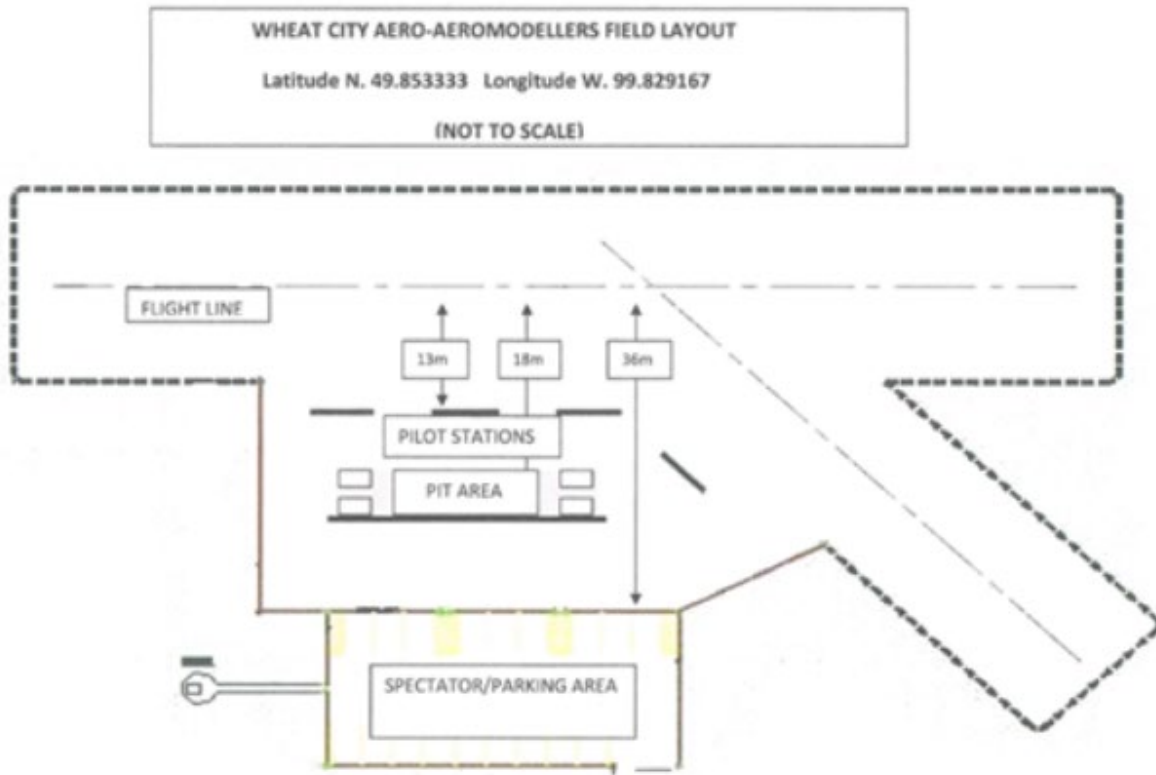 WHEAT CITY AERO-AEROMODELLERS FIELD LAYOUT
Latitude N. 49.853333 Longitude W. 99.829167
(NOT TO SCALE)
FLIGHT LINE
13m
18m
36m
PILOT STATIONS
PIT AREA
SPECTATOR/PARKING AREA